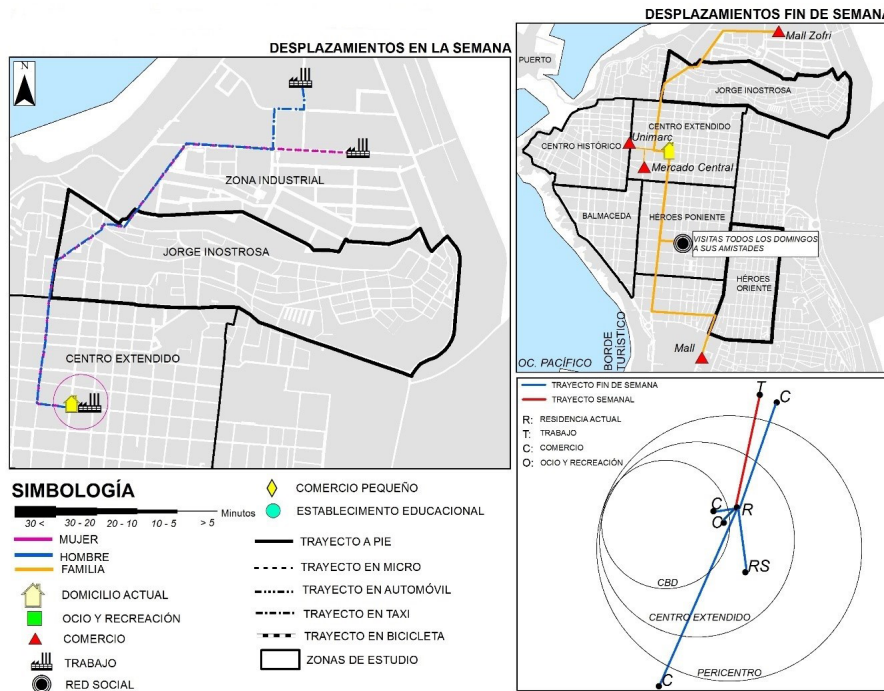 DESPLAZAMIENTOS EN LA SEMANA
N
ZONA INDUSTRIAL
JORGE INOSTROSA
CENTRO EXTENDIDO
DESPLAZAMIENTOS FIN DE SEMANA
Mall Zofri
PUERTO
JORGE INOSTROSA
CENTRO EXTENDIDO
Unimarc
CENTRO HISTÓRICO
Mercado Central
BALMACEDA
HÉROES PONIENTE
VISITAS TODOS LOS DOMINGOS
A SUS AMISTADES
HÉROES
ORIENTE
Mall
OC. PACÍFICO
BORDE
TURÍSTICO
TRAYECTO FIN DE SEMANA
TRAYECTO SEMANAL
R: RESIDENCIA ACTUAL
T: TRABAJO
C: COMERCIO
O: OCIO Y RECREACIÓN
T
C
C
R
C
RS
CBD
CENTRO EXTENDIDO
PERICENTRO
C
SIMBOLOGÍA
30 < 30 - 20 20 - 10 10 - 5 > 5 Minutos
MUJER
HOMBRE
FAMILIA
DOMICILIO ACTUAL
OCIO Y RECREACIÓN
COMERCIO
TRABAJO
RED SOCIAL
COMERCIO PEQUEÑO
ESTABLECIMENTO EDUCACIONAL
TRAYECTO A PIE
TRAYECTO EN MICRO
TRAYECTO EN AUTOMÓVIL
TRAYECTO EN TAXI
TRAYECTO EN BICICLETA
ZONAS DE ESTUDIO